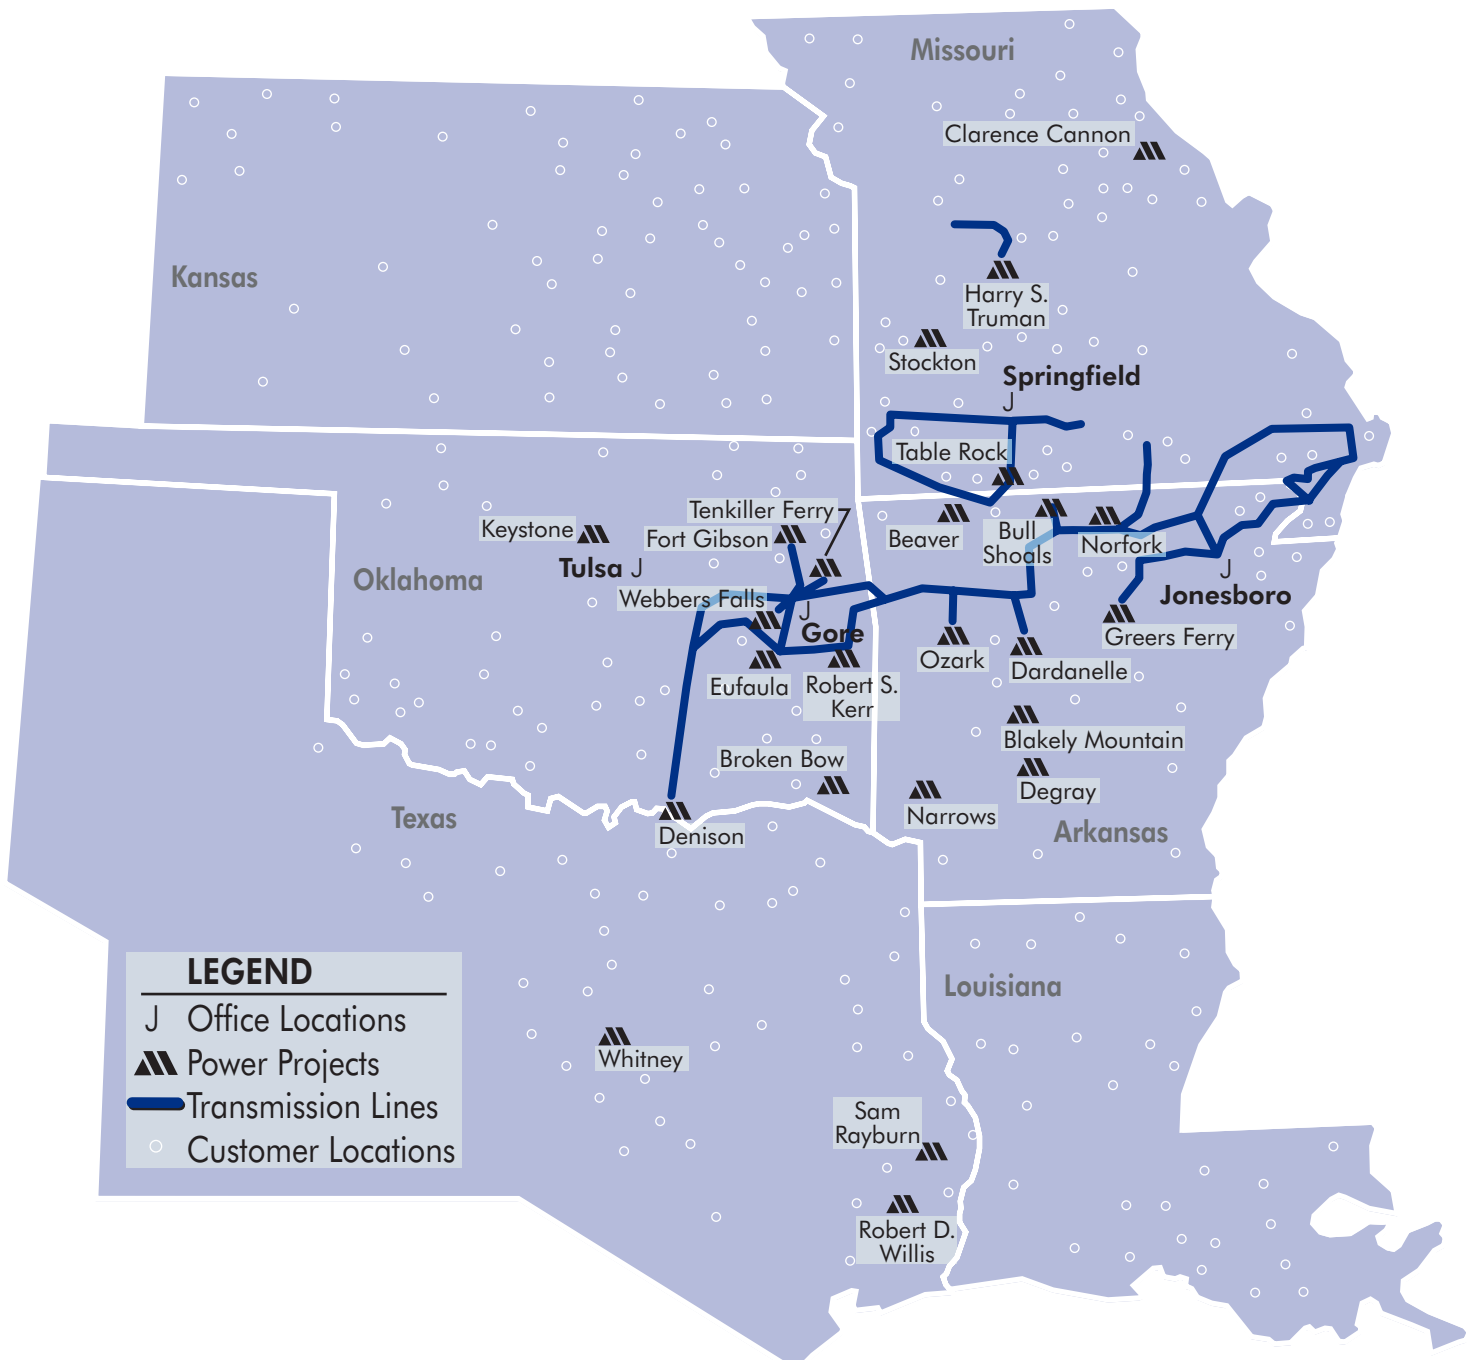 Missouri
Clarence Cannon
Kansas
Harry S.
Truman
Stockton
Springfield
J
Table Rock
Tenkiller Ferry
Keystone
Fort Gibson
Beaver
Bull
Shoals
Norfork
Tulsa J
Oklahoma
Webbers Falls
J
Gore
J
Jonesboro
Greers Ferry
Ozark
Dardanelle
Eufaula
Robert S.
Kerr
Blakely Mountain
Broken Bow
Degray
Narrows
Texas
Denison
Arkansas
LEGEND
J Office Locations
Power Projects
Transmission Lines
Customer Locations
Louisiana
Whitney
Sam
Rayburn
Robert D.
Willis